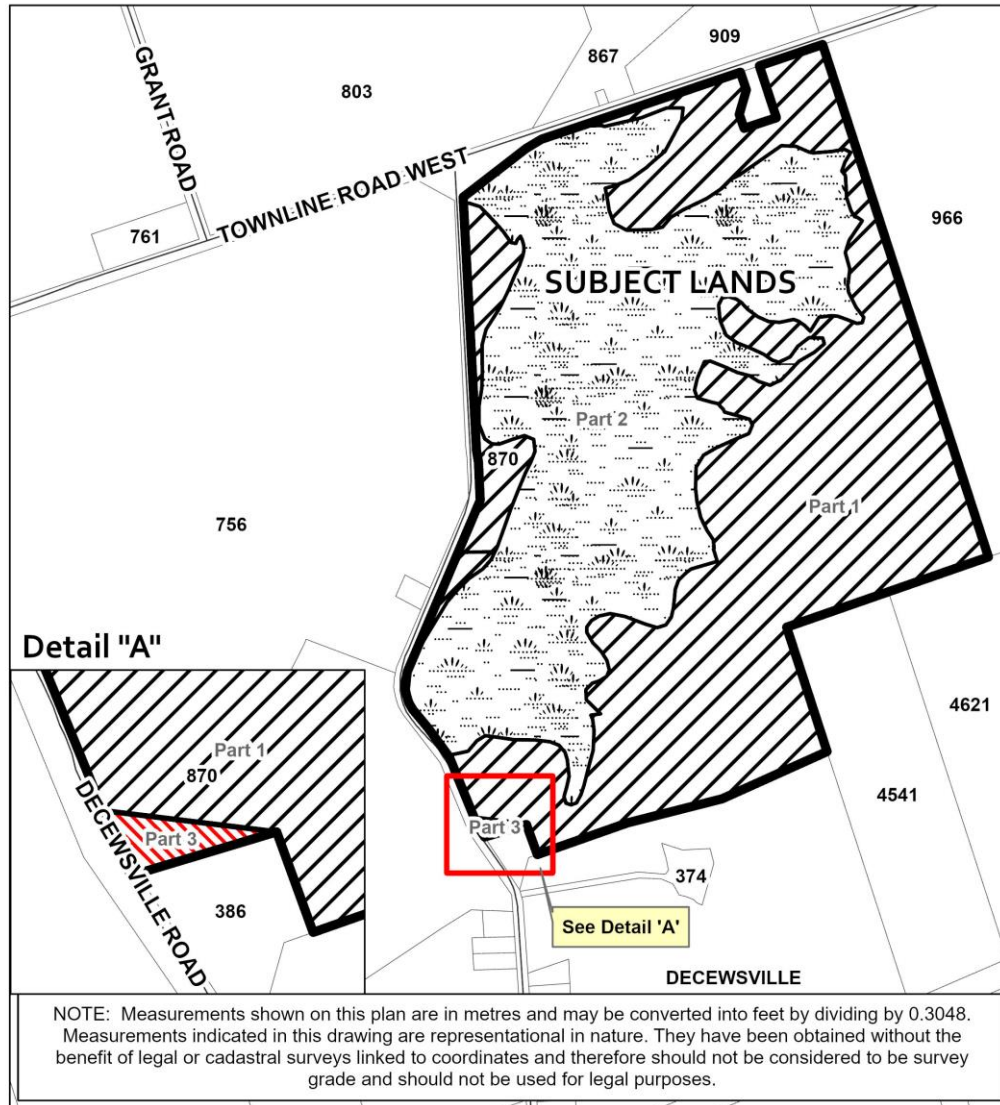 909
867
GRANT ROAD
803
TOWNLINE ROAD WEST
761
966
SUBJECT LANDS
Part 2
870
Part 1
756
Detail "A"
4621
Part 1
870
4541
DECEWSVILLE ROAD
Part 3
Part 3
386
374
See Detail 'A'
DECEWSVILLE
NOTE: Measurements shown on this plan are in metres and may be converted into feet by dividing by 0.3048.
Measurements indicated in this drawing are representational in nature. They have been obtained without the
benefit of legal or cadastral surveys linked to coordinates and therefore should not be considered to be survey
grade and should not be used for legal purposes.